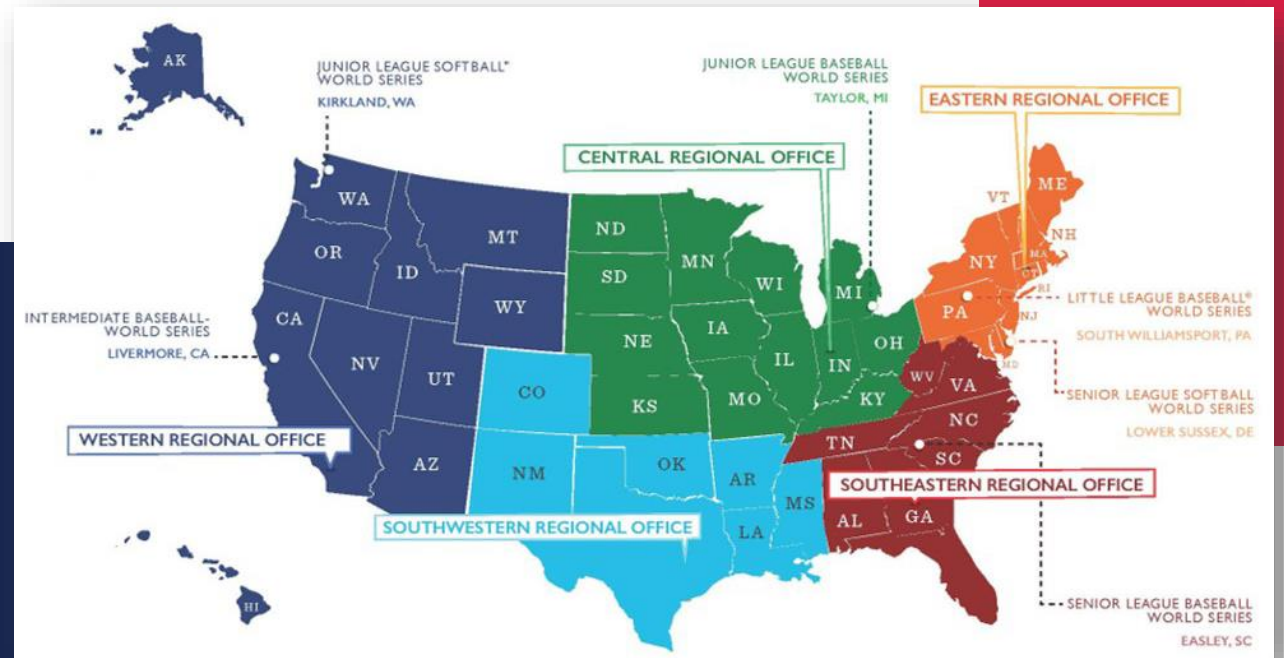 AK
JUNIOR LEAGUE SOFTBALL®
WORLD SERIES
KIRKLAND, WA
JUNIOR LEAGUE BASEBALL
WORLD SERIES
TAYLOR, MI
EASTERN REGIONAL OFFICE
CENTRAL REGIONAL OFFICE
WA
MT
ND
MN
VT
ME
NH
OR
ID
SD
WI
MI
NY
MA
CT
RI
WY
IA
PA
NJ
LITTLE LEAGUE BASEBALL®
WORLD SERIES
SOUTH WILLIAMSPORT, PA
INTERMEDIATE BASEBALL-
WORLD SERIES
LIVERMORE, CA
CA
NV
UT
NE
IL
IN
OH
MD
CO
KS
MO
KY
WV
VA
SENIOR LEAGUE SOFTBALL
WORLD SERIES
LOWER SUSSEX, DE
WESTERN REGIONAL OFFICE
AZ
NM
OK
AR
TN
NC
SC
SOUTHEASTERN REGIONAL OFFICE
SOUTHWESTERN REGIONAL OFFICE
LA
MS
AL
GA
HI
SENIOR LEAGUE BASEBALL
WORLD SERIES
EASLEY, SC